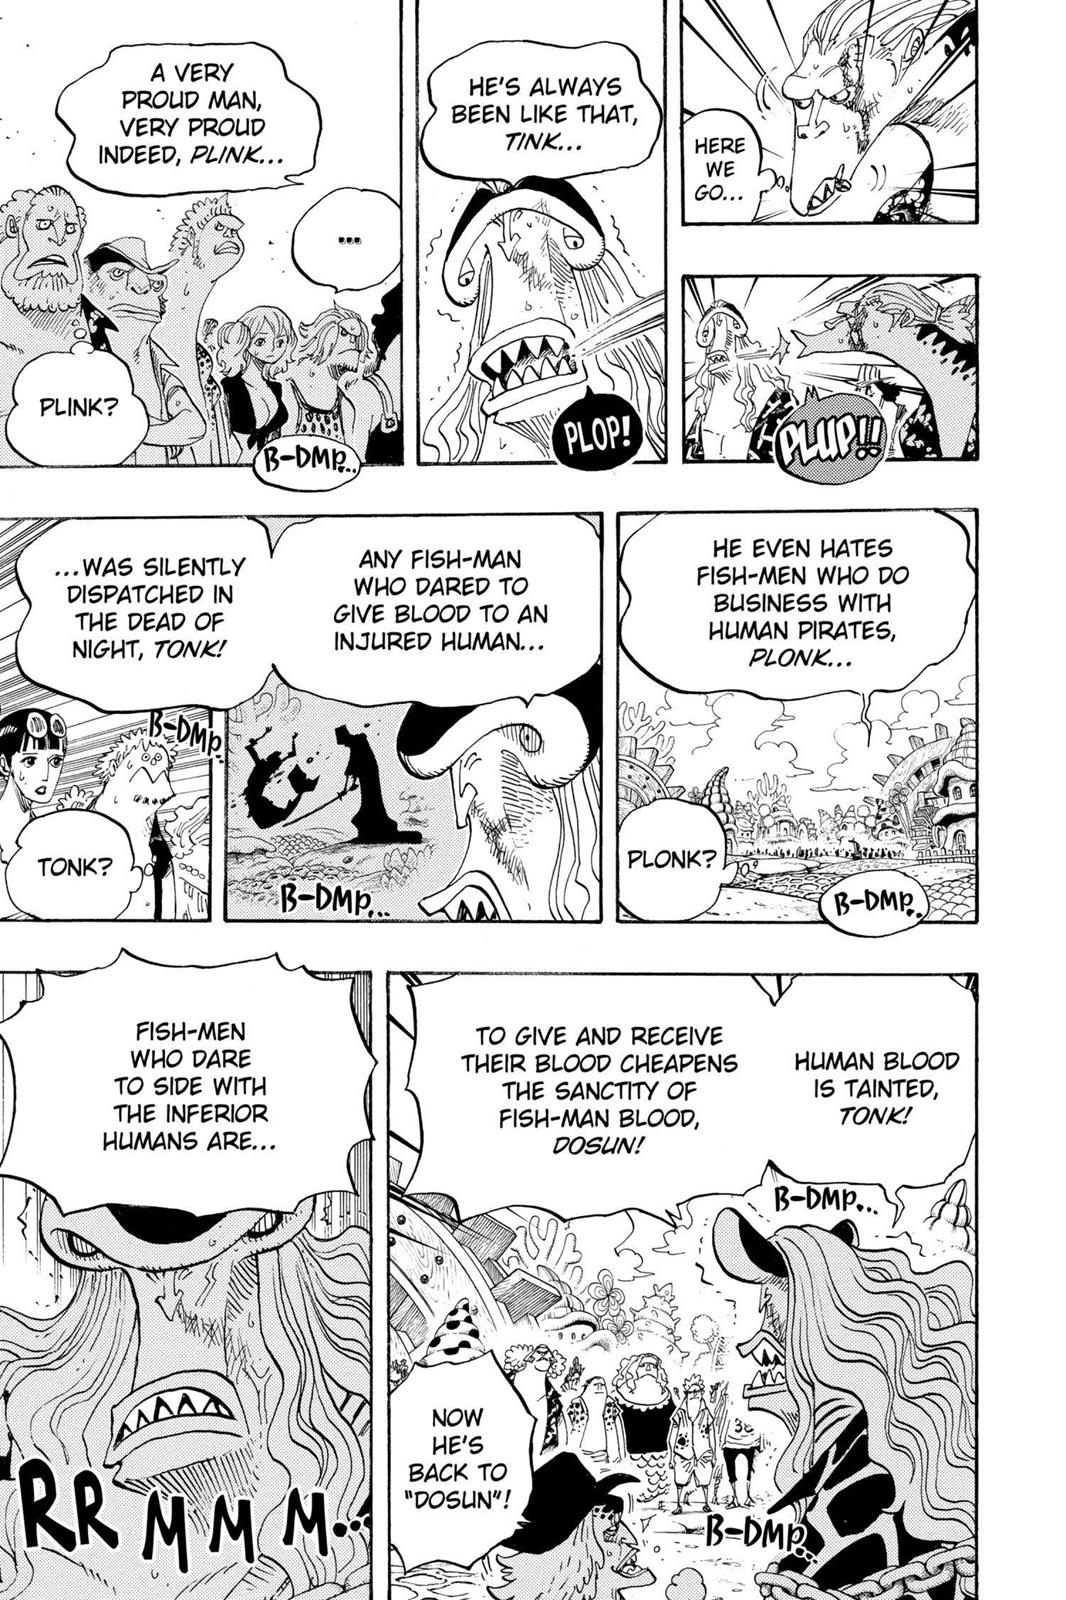 HERE
WE
GO...
PLUP!!
HE'S ALWAYS
BEEN LIKE THAT,
TINK...
PLOP!
A VERY
PROUD MAN,
VERY PROUD
INDEED, PLINK...
...
PLINK?
B-DMP...
HE EVEN HATES
FISH-MEN WHO DO
BUSINESS WITH
HUMAN PIRATES,
PLONK...
PLONK?
B-DMP...
ANY FISH-MAN
WHO DARED TO
GIVE BLOOD TO AN
INJURED HUMAN...
B-DMP...
...WAS SILENTLY
DISPATCHED IN
THE DEAD OF
NIGHT, TONK!
B-DMP...
TONK?
HUMAN BLOOD
IS TAINTED,
TONK!
TO GIVE AND RECEIVE
THEIR BLOOD CHEAPENS
THE SANCTITY OF
FISH-MAN BLOOD,
DOSUN!
B-DMP...
NOW
HE'S
BACK TO
"DOSUN"!
B-DMP...
FISH-MEN
WHO DARE
TO SIDE WITH
THE INFERIOR
HUMANS ARE...
RRMMM...